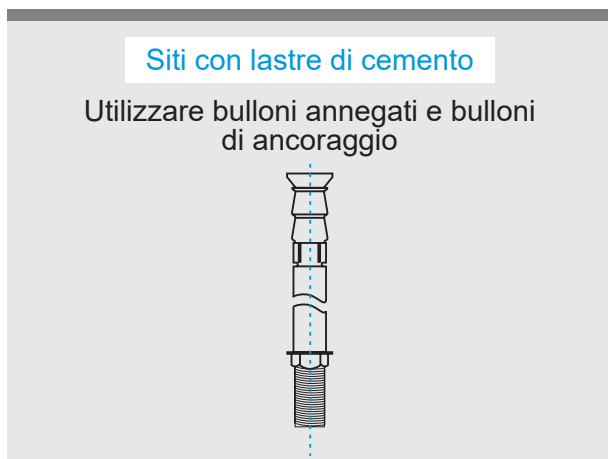 Siti con lastre di cemento
Utilizzare bulloni annegati e bulloni
di ancoraggio